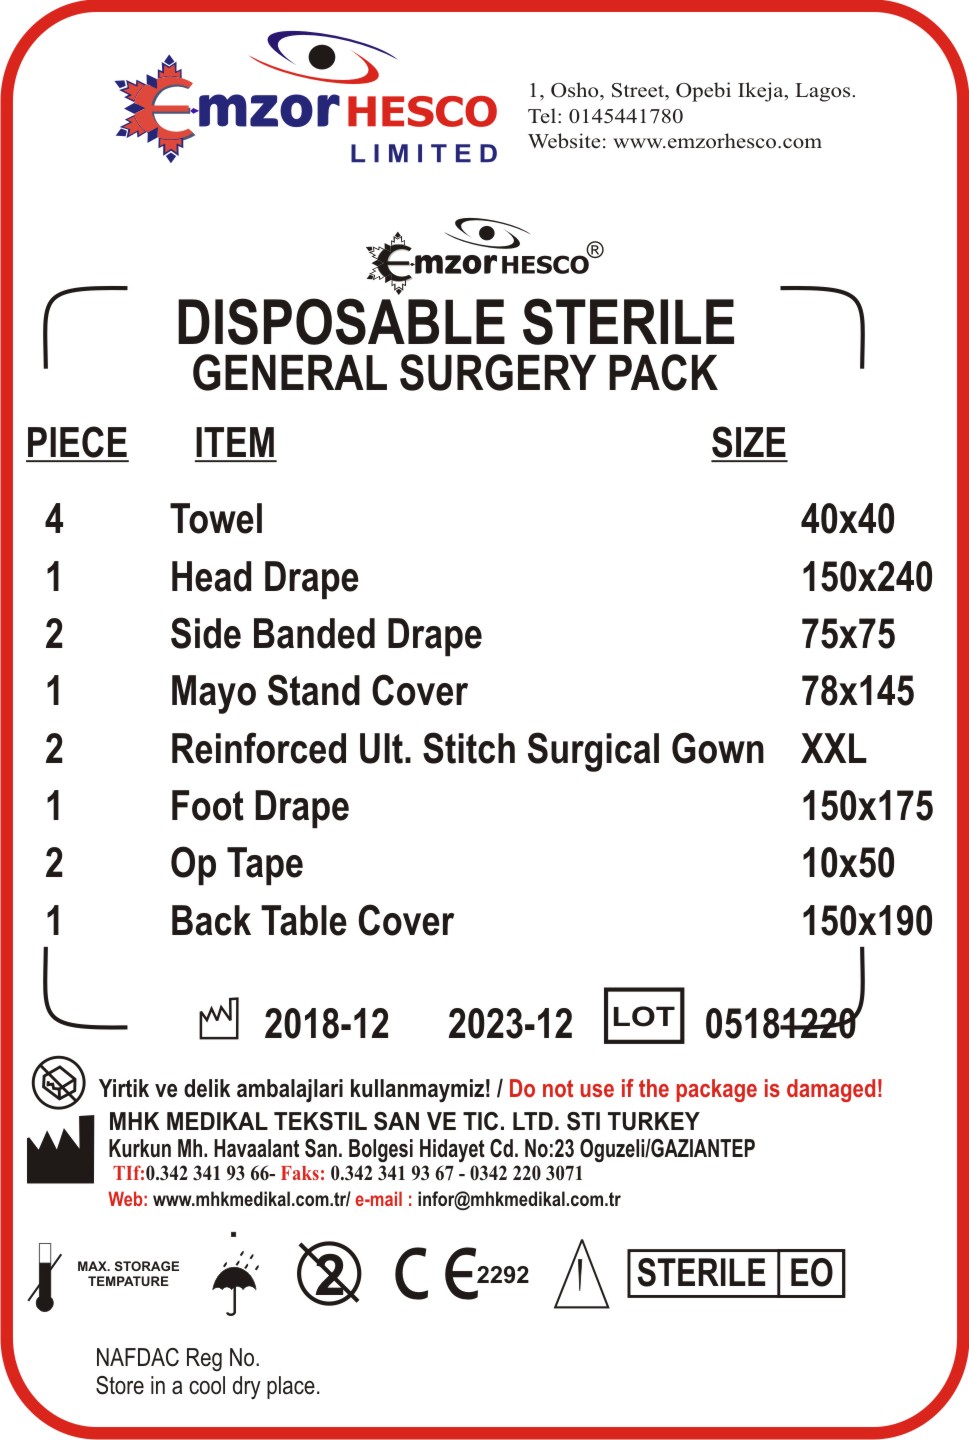 Emzor HESCO
LIMITED
1, Osho, Street, Opebi Ikeja, Lagos.
Tel: 0145441780
Website: www.emzorhesco.com
Emzor HESCO®
DISPOSABLE STERILE
GENERAL SURGERY PACK
PIECE ITEM SIZE
4 Towel 40x40
1 Head Drape 150x240
2 Side Banded Drape 75x75
1 Mayo Stand Cover 78x145
2 Reinforced Ult. Stitch Surgical Gown XXL
1 Foot Drape 150x175
2 Op Tape 10x50
1 Back Table Cover 150x190
2018-12 2023-12 LOT 05181220
Yirtik ve delik ambalajlari kullanmaymiz! / Do not use if the package is damaged!
MHK MEDIKAL TEKSTIL SAN VE TIC. LTD. STI TURKEY
Kurkun Mh. Havaalant San. Bolgesi Hidayet Cd. No:23 Oguzeli/GAZIANTEP
TIf:0.342 341 93 66- Faks: 0.342 341 93 67 - 0342 220 3071
Web: www.mhkmedikal.com.tr/ e-mail : infor@mhkmedikal.com.tr
MAX. STORAGE
TEMPATURE
2
CE 2292
STERILE EO
NAFDAC Reg No.
Store in a cool dry place.